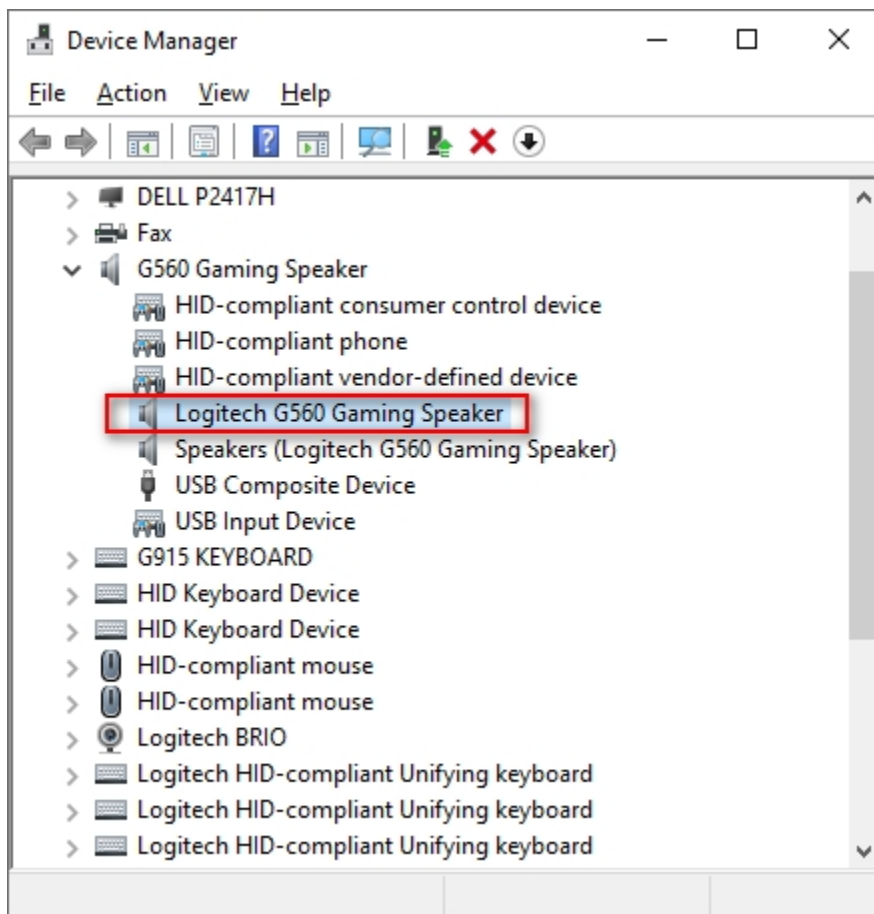 Device Manager
File Action View Help
DELL P2417H
Fax
G560 Gaming Speaker
HID-compliant consumer control device
HID-compliant phone
HID-compliant vendor-defined device
Logitech G560 Gaming Speaker
Speakers (Logitech G560 Gaming Speaker)
USB Composite Device
USB Input Device
G915 KEYBOARD
HID Keyboard Device
HID Keyboard Device
HID-compliant mouse
HID-compliant mouse
Logitech BRIO
Logitech HID-compliant Unifying keyboard
Logitech HID-compliant Unifying keyboard
Logitech HID-compliant Unifying keyboard